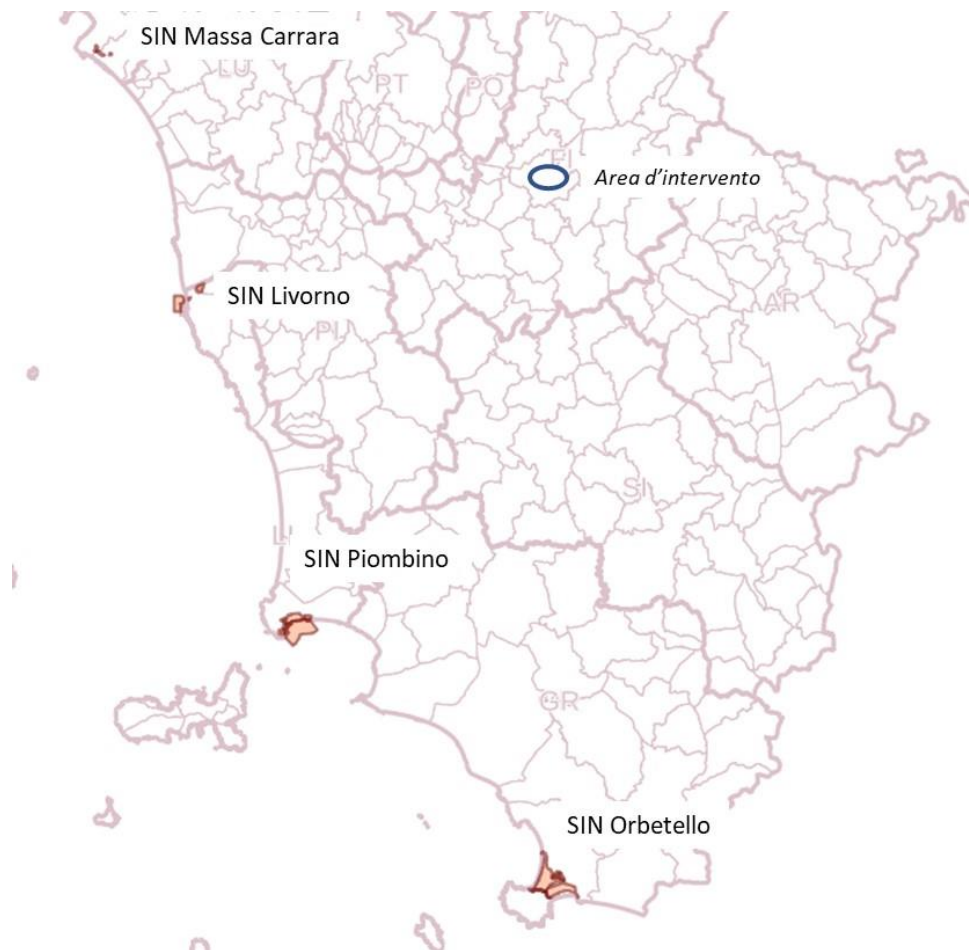 SIN Massa Carrara
LU
PT
PO
FI
Area d'intervento
SIN Livorno
AR
PI
SI
LI
SIN Piombino
GR
SIN Orbetello